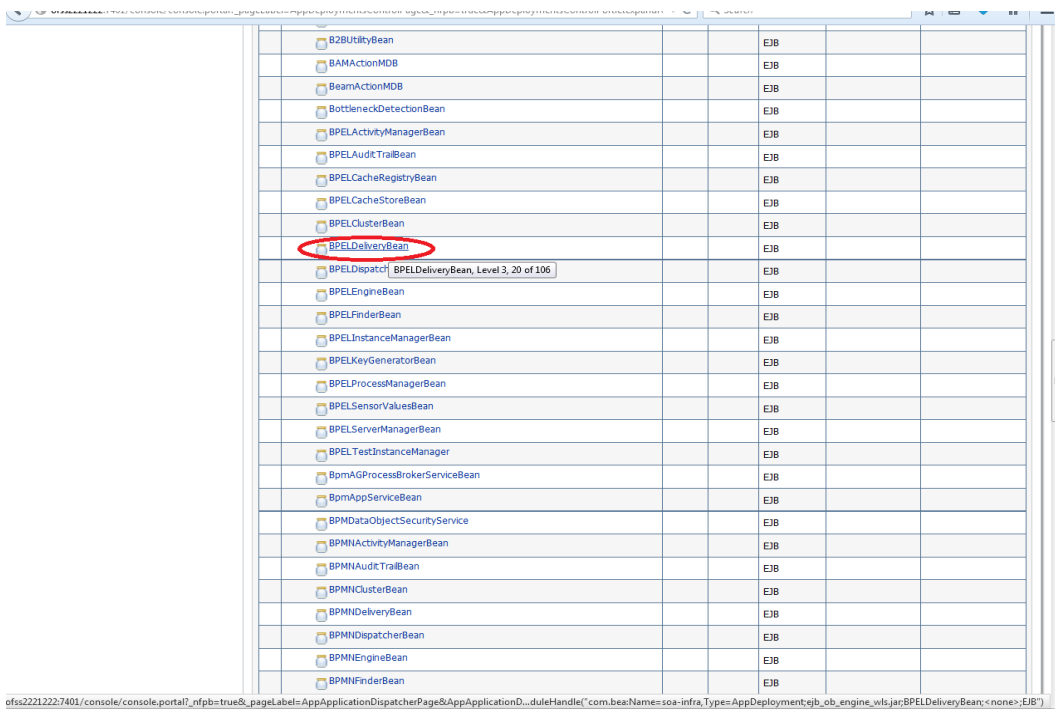 B2BUtilityBean EJB
BAMActionMDB EJB
BeamActionMDB EJB
BottleneckDetectionBean EJB
BPELActivityManagerBean EJB
BPELAuditTrailBean EJB
BPELCacheRegistryBean EJB
BPELCacheStoreBean EJB
BPELClusterBean EJB
BPELDeliveryBean EJB
BPELDispatch BPELDeliveryBean, Level 3, 20 of 106 EJB
BPELEngineBean EJB
BPELFinderBean EJB
BPELInstanceManagerBean EJB
BPELKeyGeneratorBean EJB
BPELProcessManagerBean EJB
BPELSensorValuesBean EJB
BPELServerManagerBean EJB
BPELTestInstanceManager EJB
BpmAGProcessBrokerServiceBean EJB
BpmAppServiceBean EJB
BPMDataObjectSecurityService EJB
BPMNActivityManagerBean EJB
BPMNAuditTrailBean EJB
BPMNClusterBean EJB
BPMNDeliveryBean EJB
BPMNDispatcherBean EJB
BPMNEngineBean EJB
BPMNFinderBean EJB
ofss2221222:7401/console/console.portal?_nfpb=true&_pageLabel=AppApplicationDispatcherPage&AppApplicationD...duleHandle("com.bea:Name=soa-infra,Type=AppDeployment;ejb_ob_engine_wls.jar;BPELDeliveryBean;<none>;EJB")